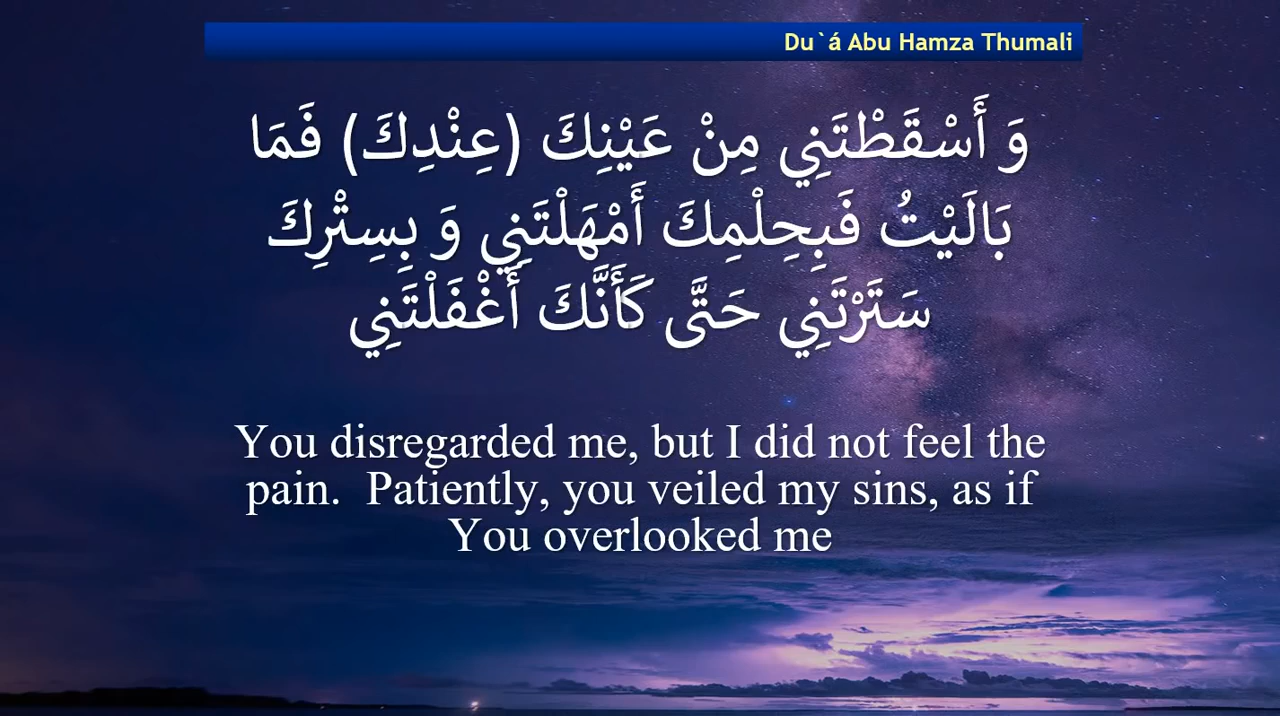 Du`á Abu Hamza Thumali
وَ أَسْقَطْتَنِي مِنْ عَيْنِكَ (عِنْدِكَ) فَمَا
بَالَيْتُ فَبِحِلْمِكَ أَمْهَلْتَنِي وَ بِسِتْرِكَ
سَتَرْتَنِي حَتَّى كَأَنَّكَ أَغْفَلْتَنِي
You disregarded me, but I did not feel the
pain.  Patiently, you veiled my sins, as if
You overlooked me